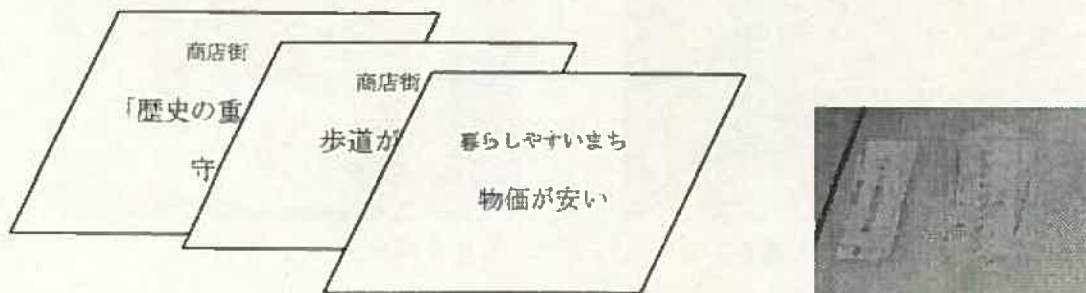 商店街
「歴史の重
守
商店街
歩道が
暮らしやすいまち
物価が安い